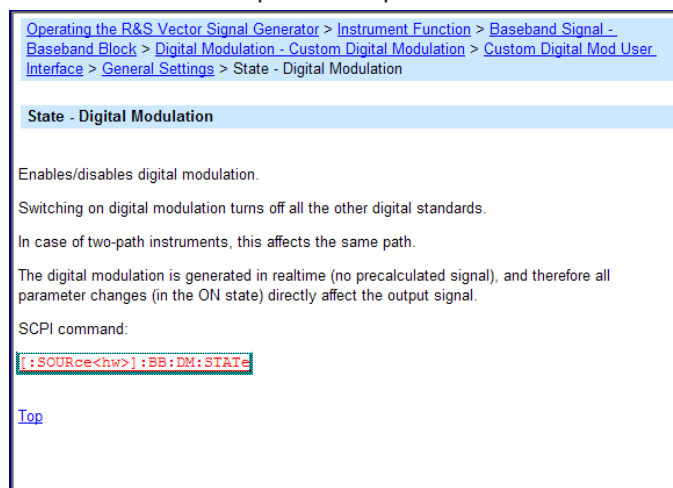 Operating the R&S Vector Signal Generator > Instrument Function > Baseband Signal -
Baseband Block > Digital Modulation - Custom Digital Modulation > Custom Digital Mod User
Interface > General Settings > State - Digital Modulation
State - Digital Modulation
Enables/disables digital modulation.
Switching on digital modulation turns off all the other digital standards.
In case of two-path instruments, this affects the same path.
The digital modulation is generated in realtime (no precalculated signal), and therefore all
parameter changes (in the ON state) directly affect the output signal.
SCPI command:
[:SOURce<hw>]:BB:DM:STATe
Top